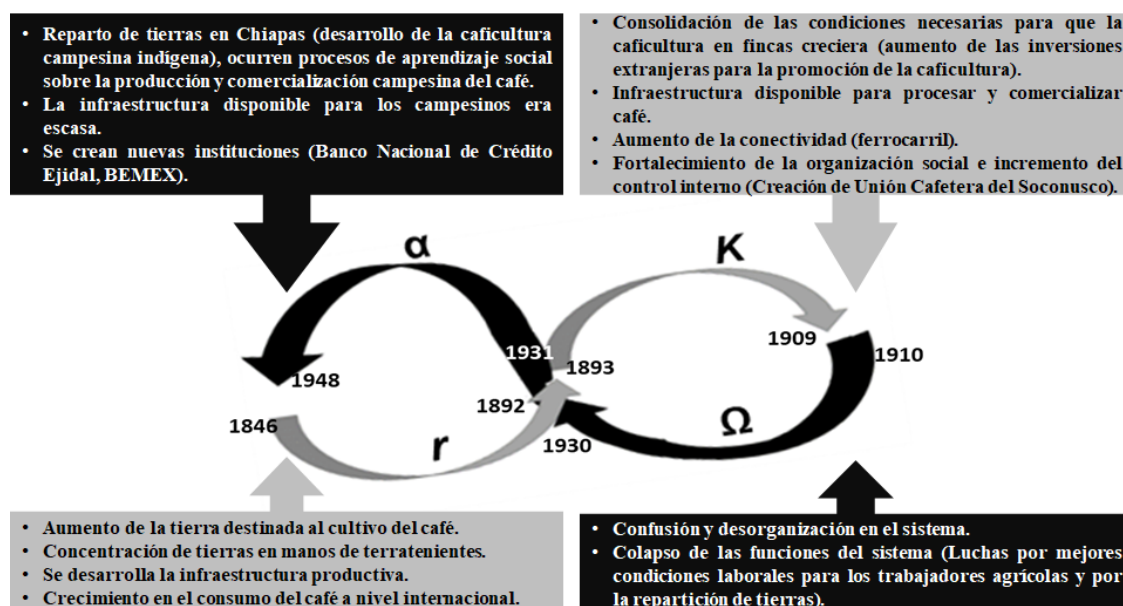 • Reparto de tierras en Chiapas (desarrollo de la caficultura
campesina indígena), ocurren procesos de aprendizaje social
sobre la producción y comercialización campesina del café.
• La infraestructura disponible para los campesinos era
escasa.
• Se crean nuevas instituciones (Banco Nacional de Crédito
Ejidal, BEMEX).
• Consolidación de las condiciones necesarias para que la
caficultura en fincas creciera (aumento de las inversiones
extranjeras para la promoción de la caficultura).
• Infraestructura disponible para procesar y comercializar
café.
• Aumento de la conectividad (ferrocarril).
• Fortalecimiento de la organización social e incremento del
control interno (Creación de Unión Cafetera del Soconusco).
α
K
1931
1893
1909
1910
1948
1892
1846
r
1930
Ω
• Aumento de la tierra destinada al cultivo del café.
• Concentración de tierras en manos de terratenientes.
• Se desarrolla la infraestructura productiva.
• Crecimiento en el consumo del café a nivel internacional.
• Confusión y desorganización en el sistema.
• Colapso de las funciones del sistema (Luchas por mejores
condiciones laborales para los trabajadores agrícolas y por
la repartición de tierras).